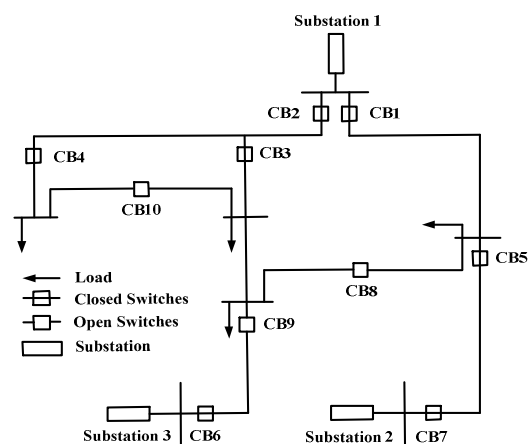 Substation 1
CB2
CB1
CB4
CB3
CB10
CB5
Load
CB8
Closed Switches
Open Switches
CB9
Substation
Substation 3
CB6
Substation 2
CB7